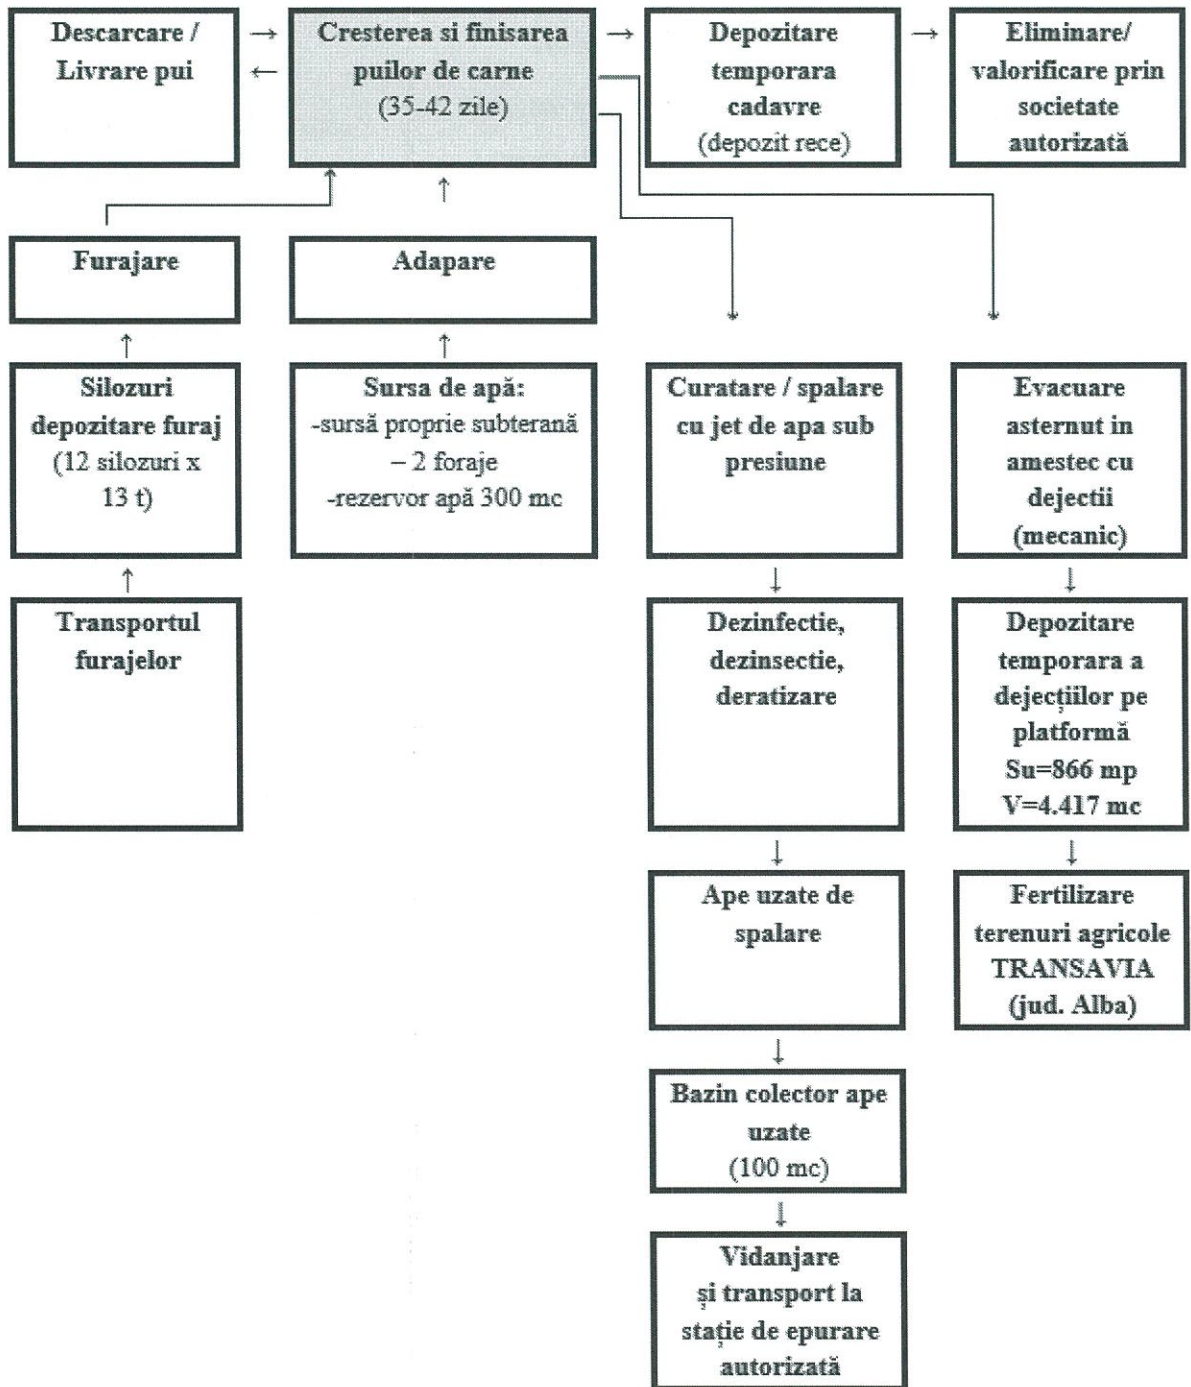 Descarcare /
Livrare pui
→
←
Cresterea si finisarea
puilor de carne
(35-42 zile)
→
Depozitare
temporara
cadavre
(depozit rece)
→
Eliminare/
valorificare prin
societate
autorizată
Furajare
Adapare
Silozuri
depozitare furaj
(12 silozuri x
13 t)
Sursa de apă:
-sursă proprie subterană
– 2 foraje
-rezervor apă 300 mc
Curatare / spalare
cu jet de apa sub
presiune
Evacuare
asternut in
amestec cu
dejectii
(mecanic)
Transportul
furajelor
Dezinfectie,
dezinsectie,
deratizare
Depozitare
temporara a
dejecțiilor pe
platformă
Su=866 mp
V=4.417 mc
Ape uzate de
spalare
Fertilizare
terenuri agricole
TRANSAVIA
(jud. Alba)
Bazin colector ape
uzate
(100 mc)
Vidanjare
și transport la
stație de epurare
autorizată